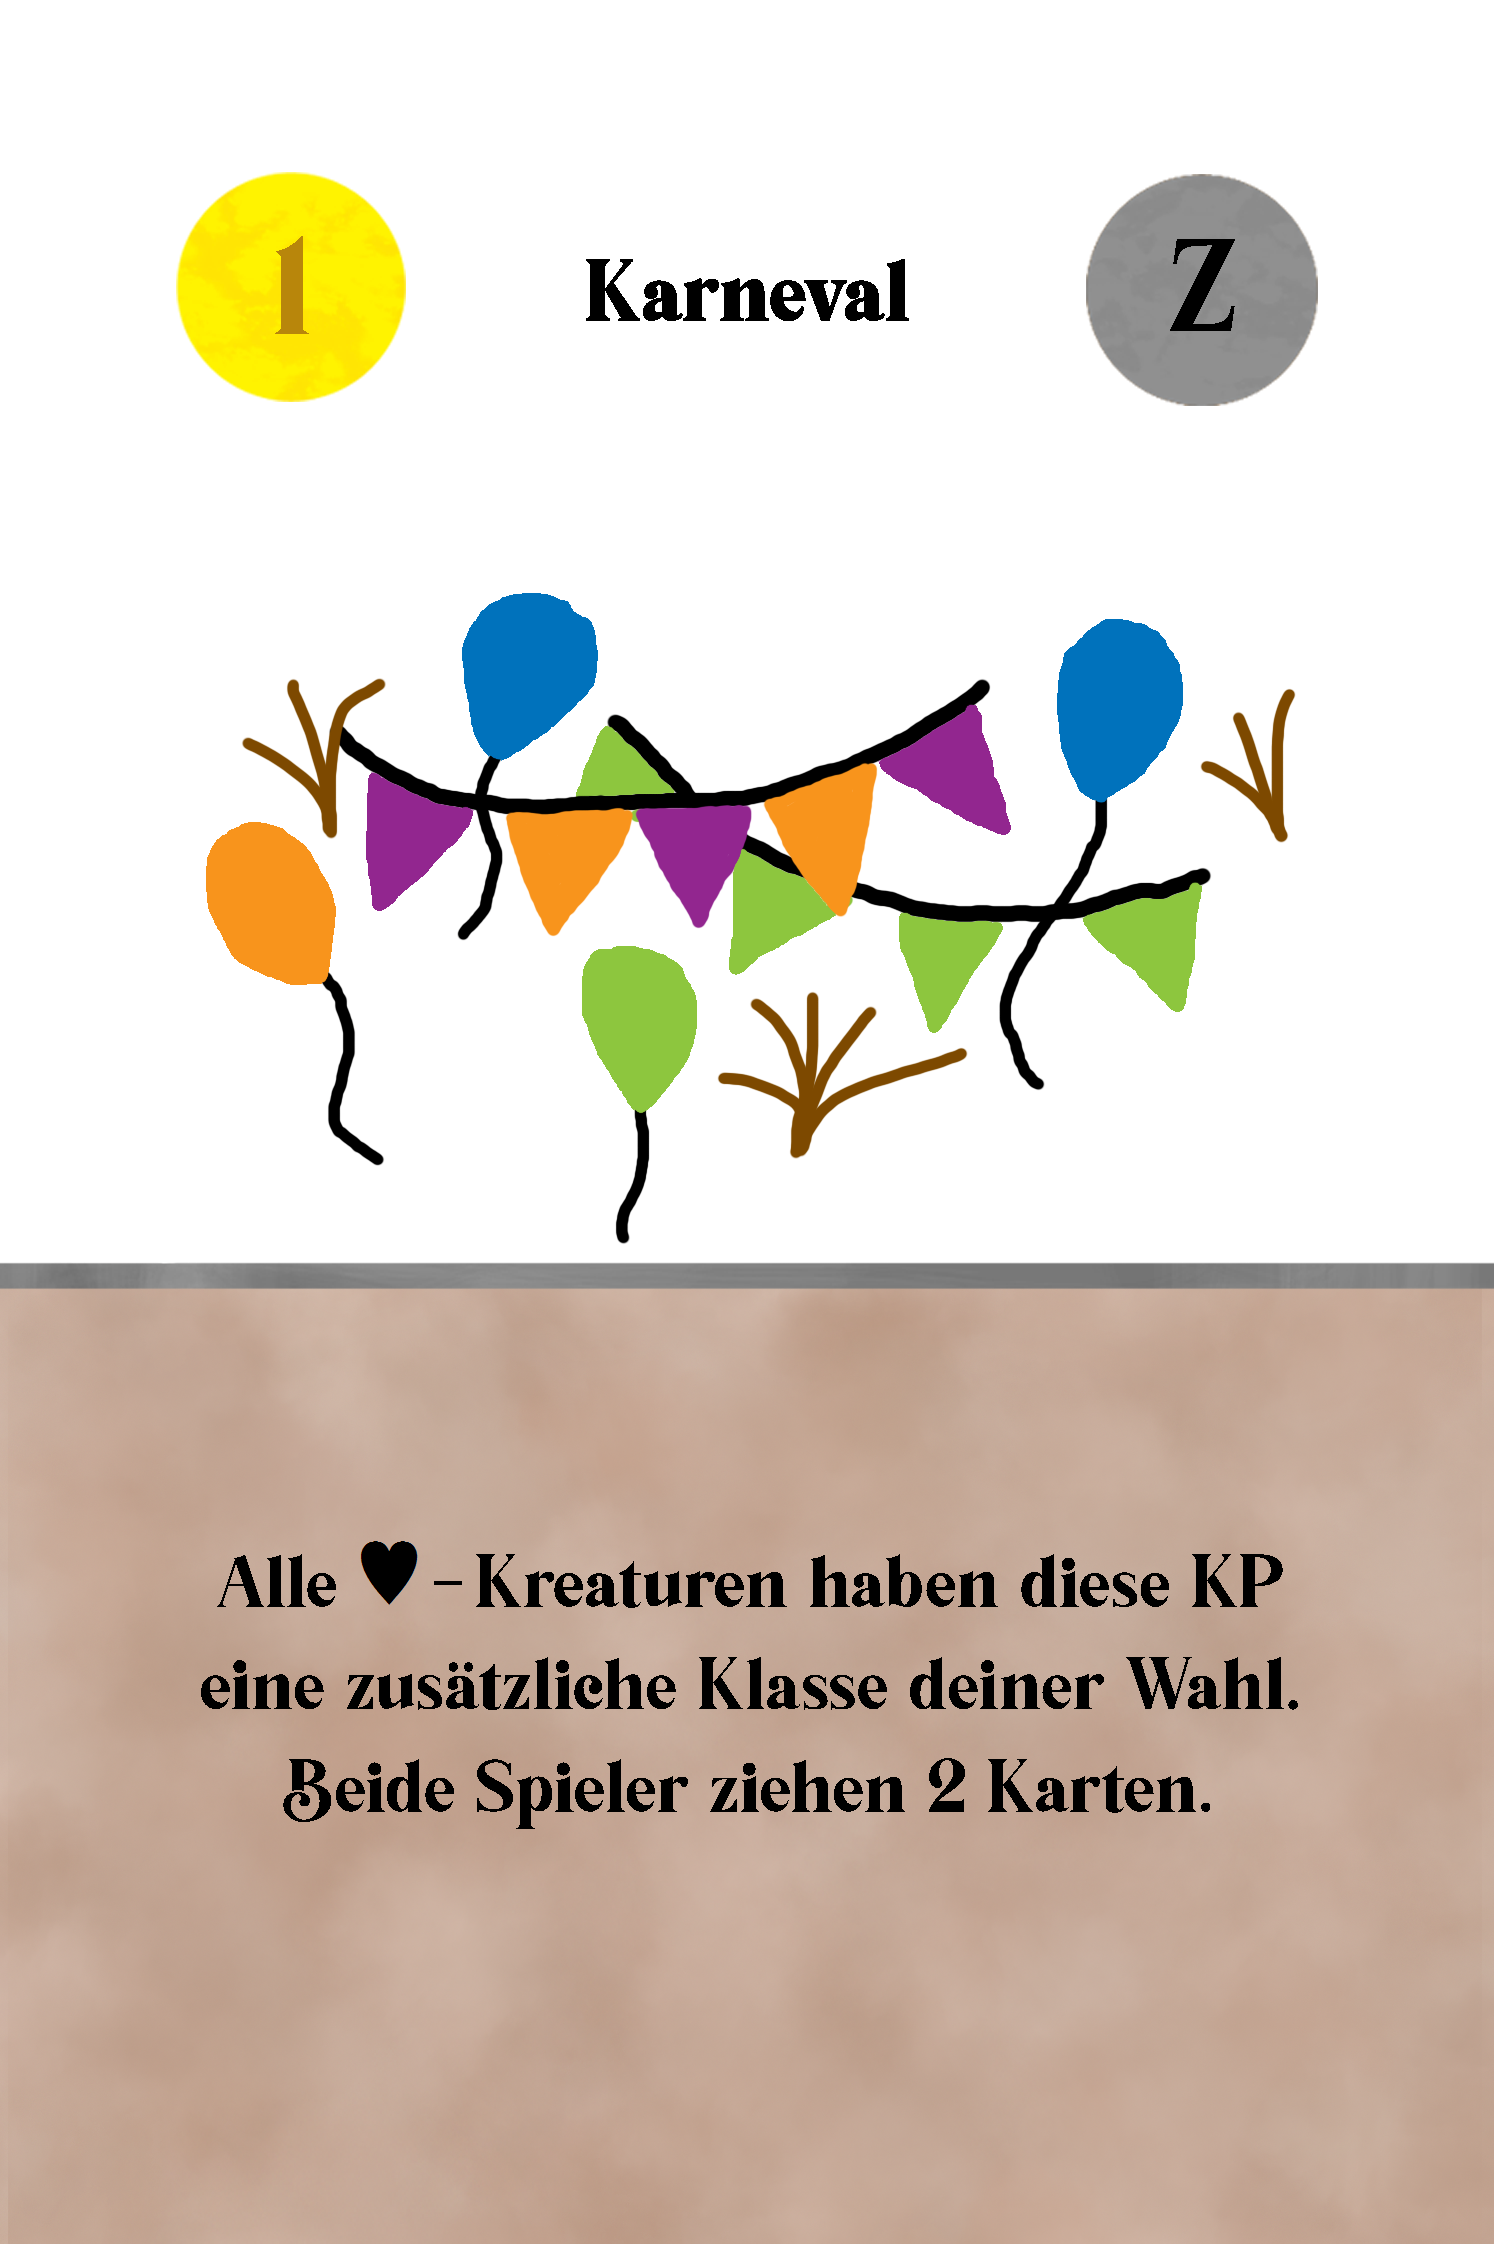 1 Karneval Z
Alle ♥-Kreaturen haben diese KP
eine zusätzliche Klasse deiner Wahl.
Beide Spieler ziehen 2 Karten.